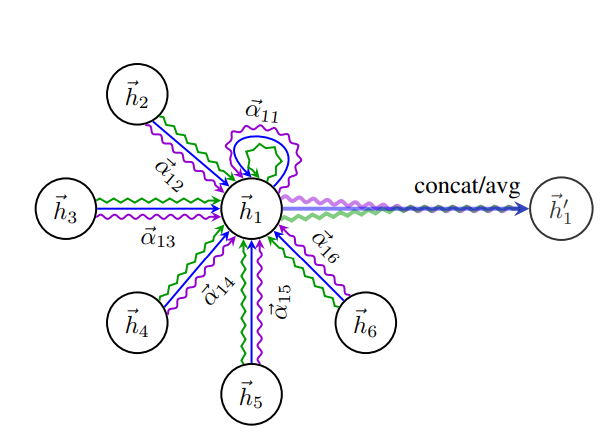 h⃗₂
α⃗₁₁
α⃗₁₂
concat/avg
h⃗₃
h⃗₁
h⃗′₁
α⃗₁₃
α⃗₁₆
α⃗₁₄
α⃗₁₅
h⃗₄
h⃗₆
h⃗₅